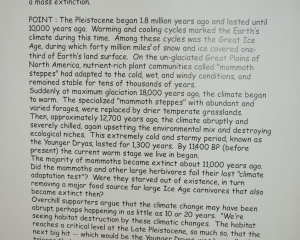 a mass extinction.
POINT : The Pleistocene began 1.8 million years ago and lasted until
10,000 years ago. Warming and cooling cycles marked the Earth's
climate during this time. Among these cycles was the Great Ice
Age, during which forty million miles of snow and ice covered one-
third of Earth's land surface. On the un-glaciated Great Plains of
North America, nutrient-rich plant communities called "mammoth
steppes" had adapted to the cold, wet, and windy conditions, and
remained stable for tens of thousands of years.
Suddenly at maximum glaciation 18,000 years ago, the climate began
to warm. The specialized "mammoth steppes" with abundant and
varied forages, were replaced by drier temperate grasslands.
Then, approximately 12,700 years ago, the climate abruptly and
severely chilled, again upsetting the environmental mix and destroying
ecological niches. This extremely cold and stormy period, known as
the Younger Dryas, lasted for 1,300 years. By 11,400 BP (before
present) the current warm stage we live in began.
The majority of mammoths became extinct about 11,000 years ago.
Did the mammoths and other large herbivores fail their last "climate
adaptation test"? Were they starved out of existence, in turn
removing a major food source for large Ice Age carnivores that also
became extinct then?
Overchill supporters argue that the climate change may have been
abrupt, perhaps happening in as little as 10 or 20 years. "We're
seeing habitat destruction by these climatic changes. The habitat
reaches a critical level at the Late Pleistocene, so much so, that the
next big hit -- which would be the Younger Dryas